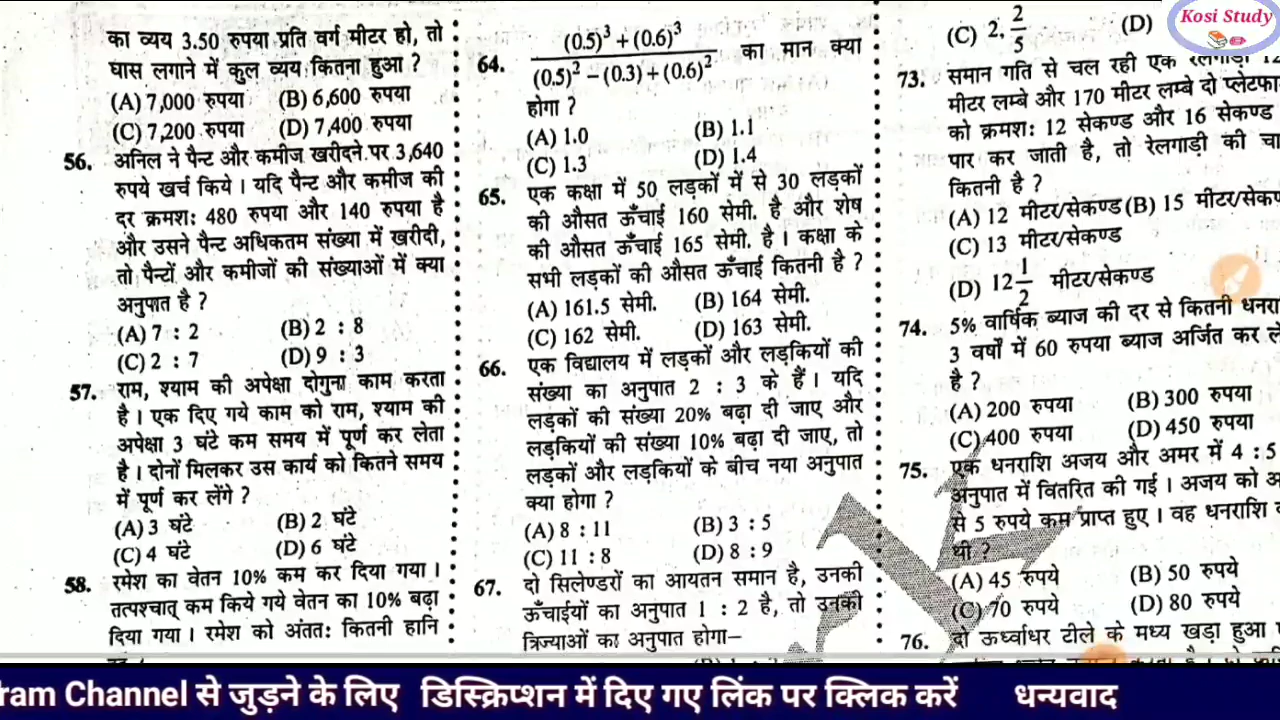 का व्यय 3.50 रुपया प्रति वर्ग मीटर हो, तो
घास लगाने में कुल व्यय कितना हुआ ?
(A) 7,000 रुपया (B) 6,600 रुपया
(C) 7,200 रुपया (D) 7,400 रुपया
56. अनिल ने पैन्ट और कमीज खरीदने पर 3,640
रुपये खर्च किये । यदि पैन्ट और कमीज की
दर क्रमशः 480 रुपया और 140 रुपया है
और उसने पैन्ट अधिकतम संख्या में खरीदी,
तो पैन्टों और कमीजों की संख्याओं में क्या
अनुपात है ?
(A) 7 : 2 (B) 2 : 8
(C) 2 : 7 (D) 9 : 3
57. राम, श्याम की अपेक्षा दोगुना काम करता
है । एक दिए गये काम को राम, श्याम की
अपेक्षा 3 घंटे कम समय में पूर्ण कर लेता
है । दोनों मिलकर उस कार्य को कितने समय
में पूर्ण कर लेंगे ?
(A) 3 घंटे (B) 2 घंटे
(C) 4 घंटे (D) 6 घंटे
58. रमेश का वेतन 10% कम कर दिया गया ।
तत्पश्चात् कम किये गये वेतन का 10% बढ़ा
दिया गया । रमेश को अंततः कितनी हानि
64. (0.5)³ + (0.6)³ / (0.5)² − (0.3) + (0.6)² का मान क्या
होगा ?
(A) 1.0 (B) 1.1
(C) 1.3 (D) 1.4
65. एक कक्षा में 50 लड़कों में से 30 लड़कों
की औसत ऊँचाई 160 सेमी. है और शेष
की औसत ऊँचाई 165 सेमी. है । कक्षा के
सभी लड़कों की औसत ऊँचाई कितनी है ?
(A) 161.5 सेमी. (B) 164 सेमी.
(C) 162 सेमी. (D) 163 सेमी.
66. एक विद्यालय में लड़कों और लड़कियों की
संख्या का अनुपात 2 : 3 के हैं । यदि
लड़कों की संख्या 20% बढ़ा दी जाए और
लड़कियों की संख्या 10% बढ़ा दी जाए, तो
लड़कों और लड़कियों के बीच नया अनुपात
क्या होगा ?
(A) 8 : 11 (B) 3 : 5
(C) 11 : 8 (D) 8 : 9
67. दो सिलेण्डरों का आयतन समान है, उनकी
ऊँचाईयों का अनुपात 1 : 2 है, तो उनकी
त्रिज्याओं का अनुपात होगा–
(C) 2. 2/5 (D)
73. समान गति से चल रही एक रेलगाड़ी 12
मीटर लम्बे और 170 मीटर लम्बे दो प्लेटफा
को क्रमशः 12 सेकण्ड और 16 सेकण्ड
पार कर जाती है, तो रेलगाड़ी की चा
कितनी है ?
(A) 12 मीटर/सेकण्ड (B) 15 मीटर/सेक
(C) 13 मीटर/सेकण्ड
(D) 12 1/2 मीटर/सेकण्ड
74. 5% वार्षिक ब्याज की दर से कितनी धनरा
3 वर्षों में 60 रुपया ब्याज अर्जित कर ले
है ?
(A) 200 रुपया (B) 300 रुपया
(C) 400 रुपया (D) 450 रुपया
75. एक धनराशि अजय और अमर में 4 : 5
अनुपात में वितरित की गई । अजय को अ
से 5 रुपये कम प्राप्त हुए । वह धनराशि
थी ?
(A) 45 रुपये (B) 50 रुपये
(C) 70 रुपये (D) 80 रुपये
76. दो ऊर्ध्वाधर टीले के मध्य खड़ा हुआ
Kosi Study
ram Channel से जुड़ने के लिए डिस्क्रिप्शन में दिए गए लिंक पर क्लिक करें धन्यवाद